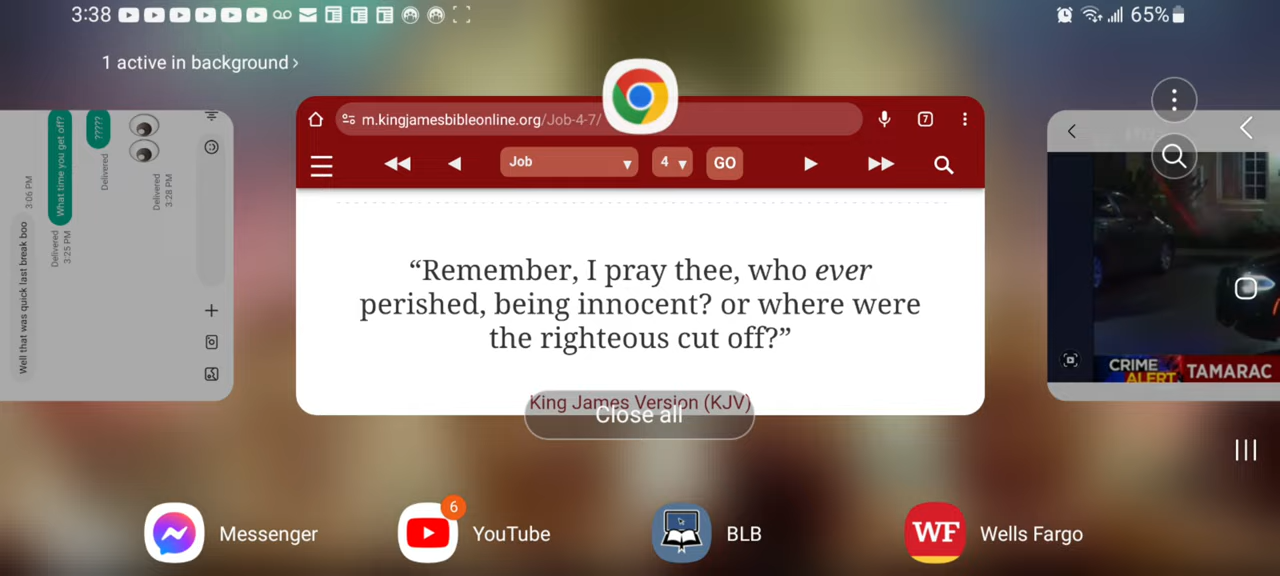 3:38
65%
1 active in background >
What time you get off?
?????
Delivered
Delivered
3:28 PM
3:06 PM
Delivered
3:25 PM
Well that was quick last break boo
m.kingjamesbibleonline.org/Job-4-7/
7
Job
4
GO
“Remember, I pray thee, who ever
perished, being innocent? or where were
the righteous cut off?”
King James Version (KJV)
Close all
CRIME
ALERT
TAMARAC
Messenger
6
YouTube
BLB
WF
Wells Fargo